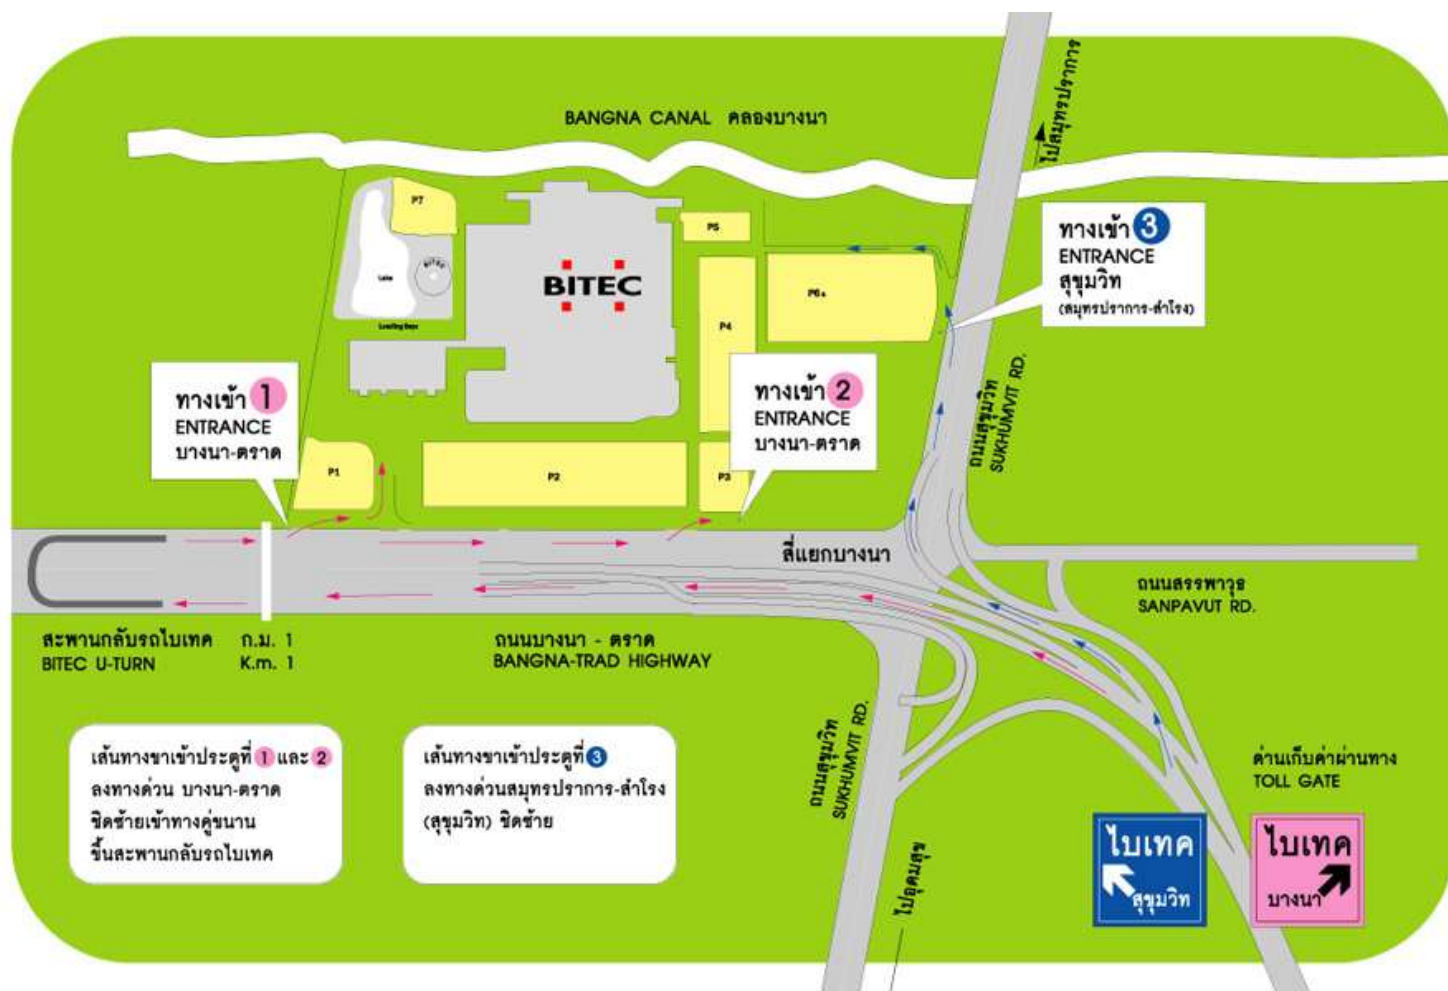 BANGNA CANAL คลองบางนา
ไปสมุทรปราการ
P7
P5
BITEC
Lake
BITEC
Loading Bays
P4
P6a
ทางเข้า 3
ENTRANCE
สุขุมวิท
(สมุทรปราการ-สำโรง)
ทางเข้า 1
ENTRANCE
บางนา-ตราด
ทางเข้า 2
ENTRANCE
บางนา-ตราด
ถนนสุขุมวิท
SUKHUMVIT RD.
P1
P2
P3
สี่แยกบางนา
ถนนสรรพาวุธ
SANPAVUT RD.
สะพานกลับรถไบเทค
BITEC U-TURN
ก.ม. 1
K.m. 1
ถนนบางนา - ตราด
BANGNA-TRAD HIGHWAY
ถนนสุขุมวิท
SUKHUMVIT RD.
เส้นทางขาเข้าประตูที่ 1 และ 2
ลงทางด่วน บางนา-ตราด
ชิดซ้ายเข้าทางคู่ขนาน
ขึ้นสะพานกลับรถไบเทค
เส้นทางขาเข้าประตูที่ 3
ลงทางด่วนสมุทรปราการ-สำโรง
(สุขุมวิท) ชิดซ้าย
ด่านเก็บค่าผ่านทาง
TOLL GATE
ไปอุดมสุข
ไบเทค
สุขุมวิท
ไบเทค
บางนา